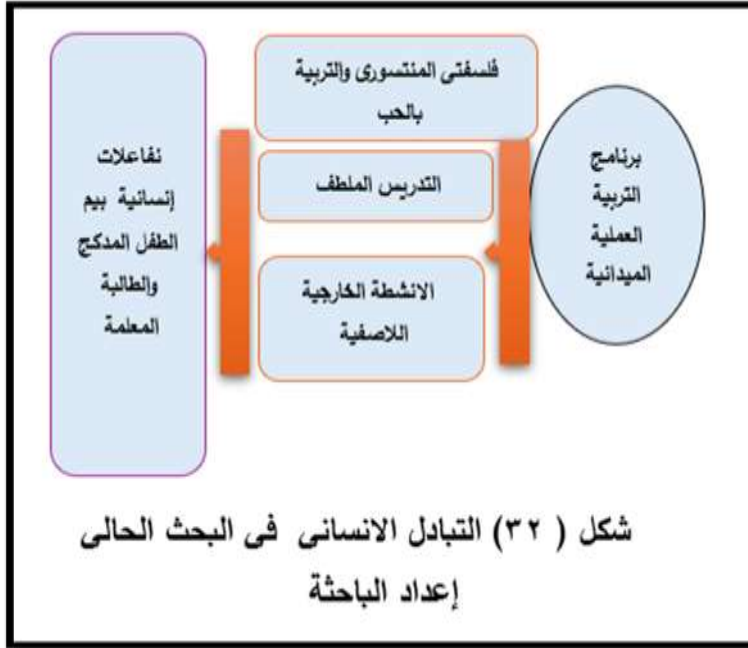 برنامج
التربية
العملية
الميدانية
فلسفتى المنتسورى والتربية
بالحب
التدريس الملطف
الانشطة الخارجية
اللاصفية
تفاعلات
إنسانية بيم
الطفل المدكج
والطالبة
المعلمة
شكل ( ٣٢) التبادل الانسانى فى البحث الحالى
إعداد الباحثة